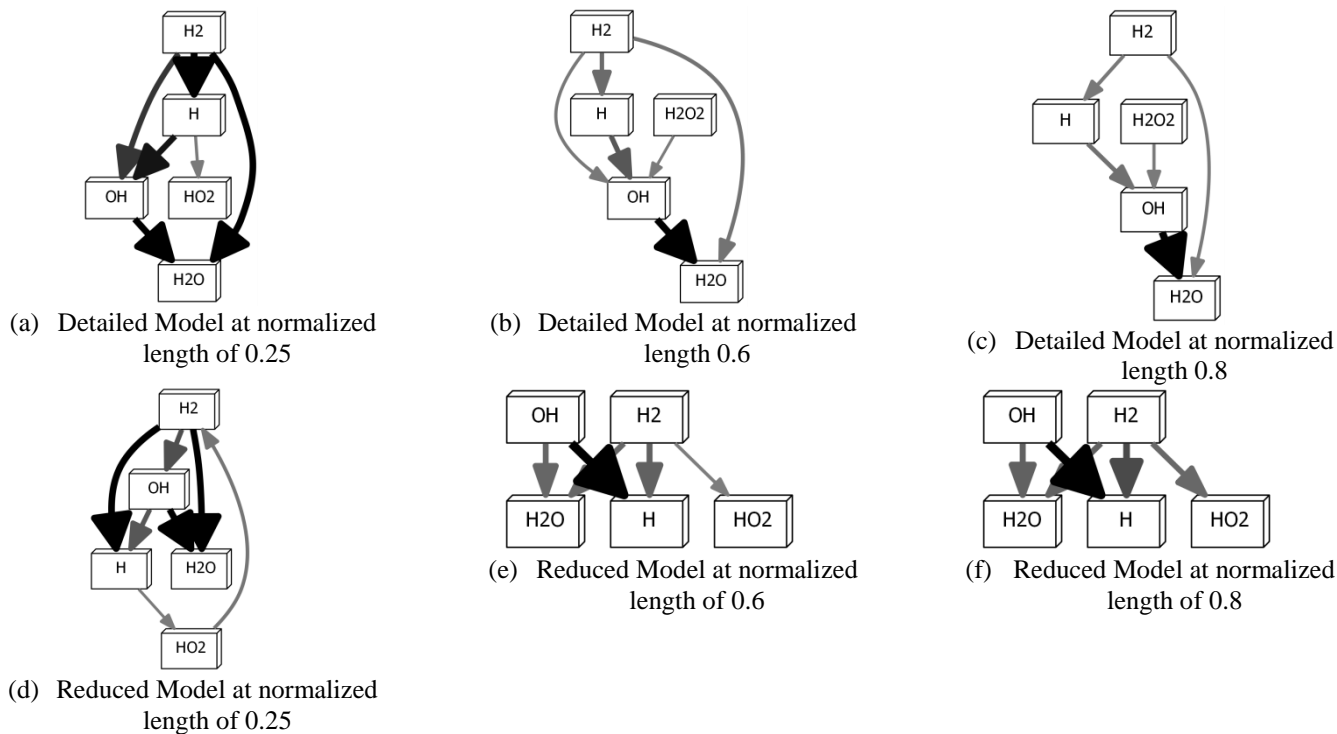 H2
H
OH
HO2
H2O
(a) Detailed Model at normalized
length of 0.25
H2
H
H2O2
OH
H2O
(b) Detailed Model at normalized
length 0.6
H2
H
H2O2
OH
H2O
(c) Detailed Model at normalized
length 0.8
H2
OH
H
H2O
HO2
(d) Reduced Model at normalized
length of 0.25
OH
H2
H2O
H
HO2
(e) Reduced Model at normalized
length of 0.6
OH
H2
H2O
H
HO2
(f) Reduced Model at normalized
length of 0.8